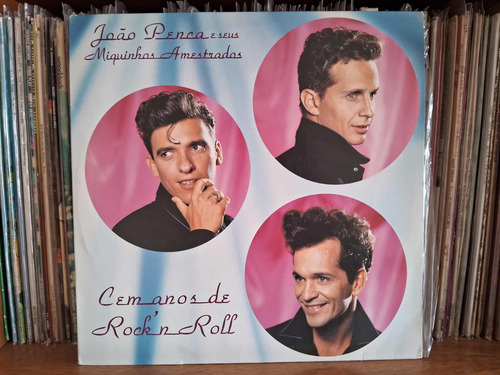 João Penca e seus
Miquinhos Amestrados
Cem anos de
Rock'n Roll